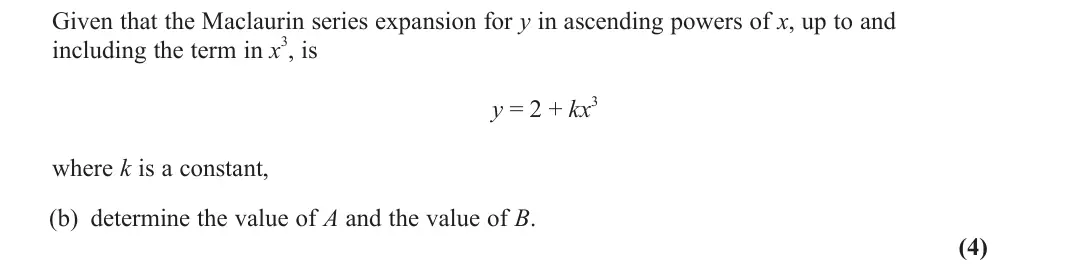 Given that the Maclaurin series expansion for y in ascending powers of x, up to and
including the term in x³, is
y = 2 + kx³
where k is a constant,
(b) determine the value of A and the value of B.
(4)